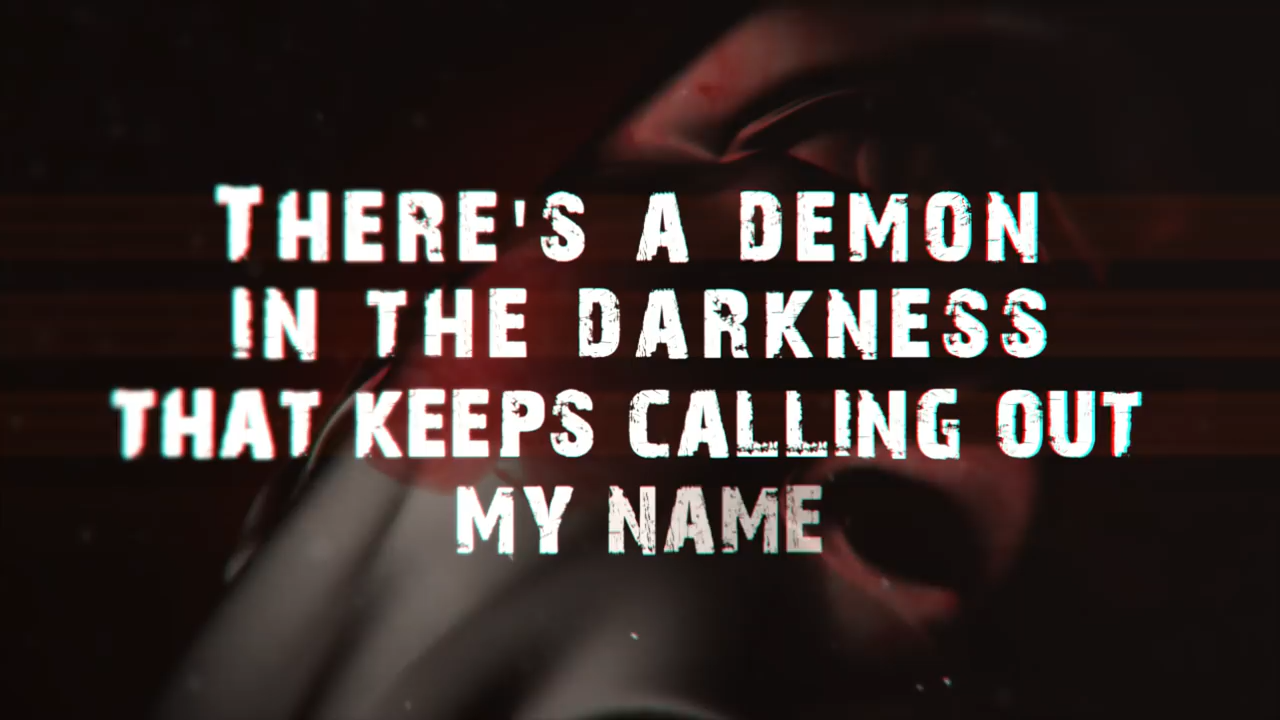 THERE'S A DEMON
IN THE DARKNESS
THAT KEEPS CALLING OUT
MY NAME